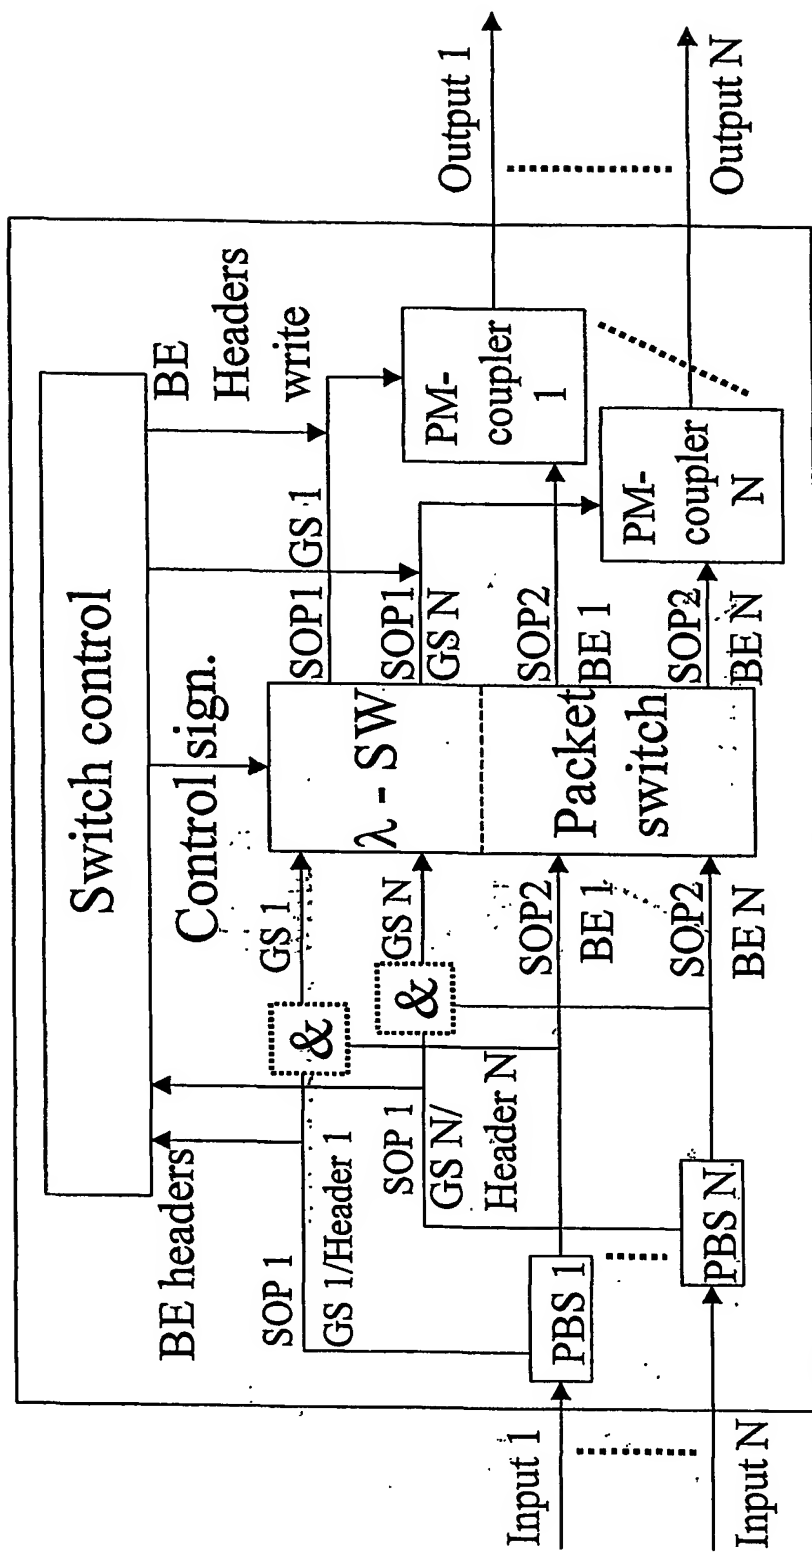 Switch control
BE headers
Control sign.
BE
Headers
write
SOP 1
GS 1/Header 1
SOP 1
GS N/
Header N
&
&
GS 1
GS N
λ - SW
Packet
switch
SOP1
GS 1
SOP1
GS N
SOP2
BE 1
SOP2
BE N
SOP2
BE 1
SOP2
BE N
PM-
coupler
1
PM-
coupler
N
PBS 1
PBS N
Input 1
Input N
Output 1
Output N